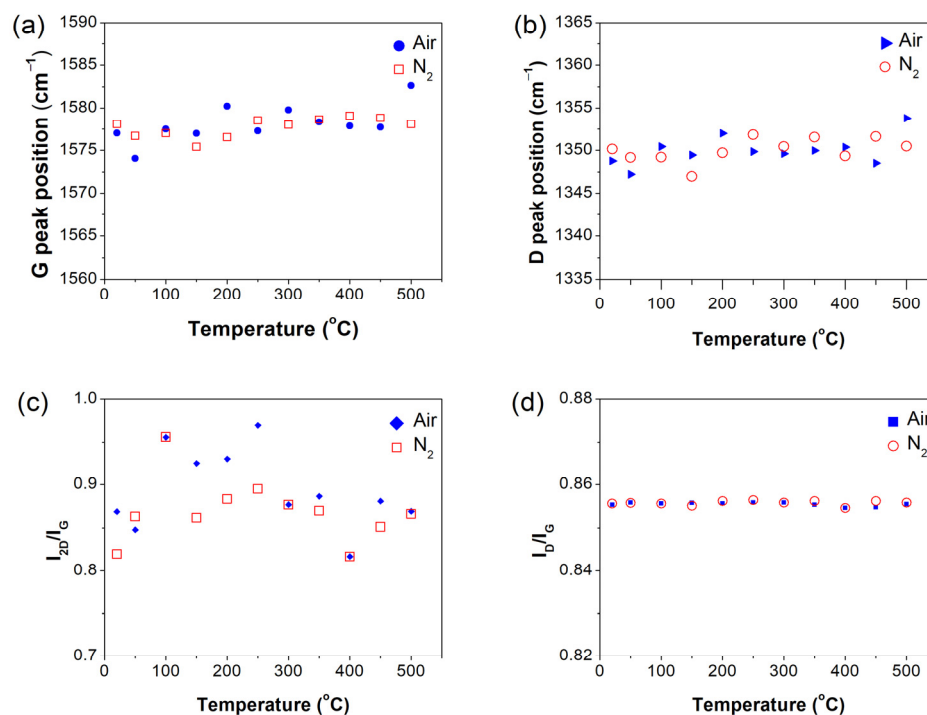 (a)
G peak position (cm⁻¹)
1590
1585
1580
1575
1570
1565
1560
Air
N₂
0 100 200 300 400 500
Temperature (°C)
(b)
D peak position (cm⁻¹)
1365
1360
1355
1350
1345
1340
1335
Air
N₂
0 100 200 300 400 500
Temperature (°C)
(c)
I₂D/IG
1.0
0.9
0.8
0.7
Air
N₂
0 100 200 300 400 500
Temperature (°C)
(d)
ID/IG
0.88
0.86
0.84
0.82
Air
N₂
0 100 200 300 400 500
Temperature (°C)